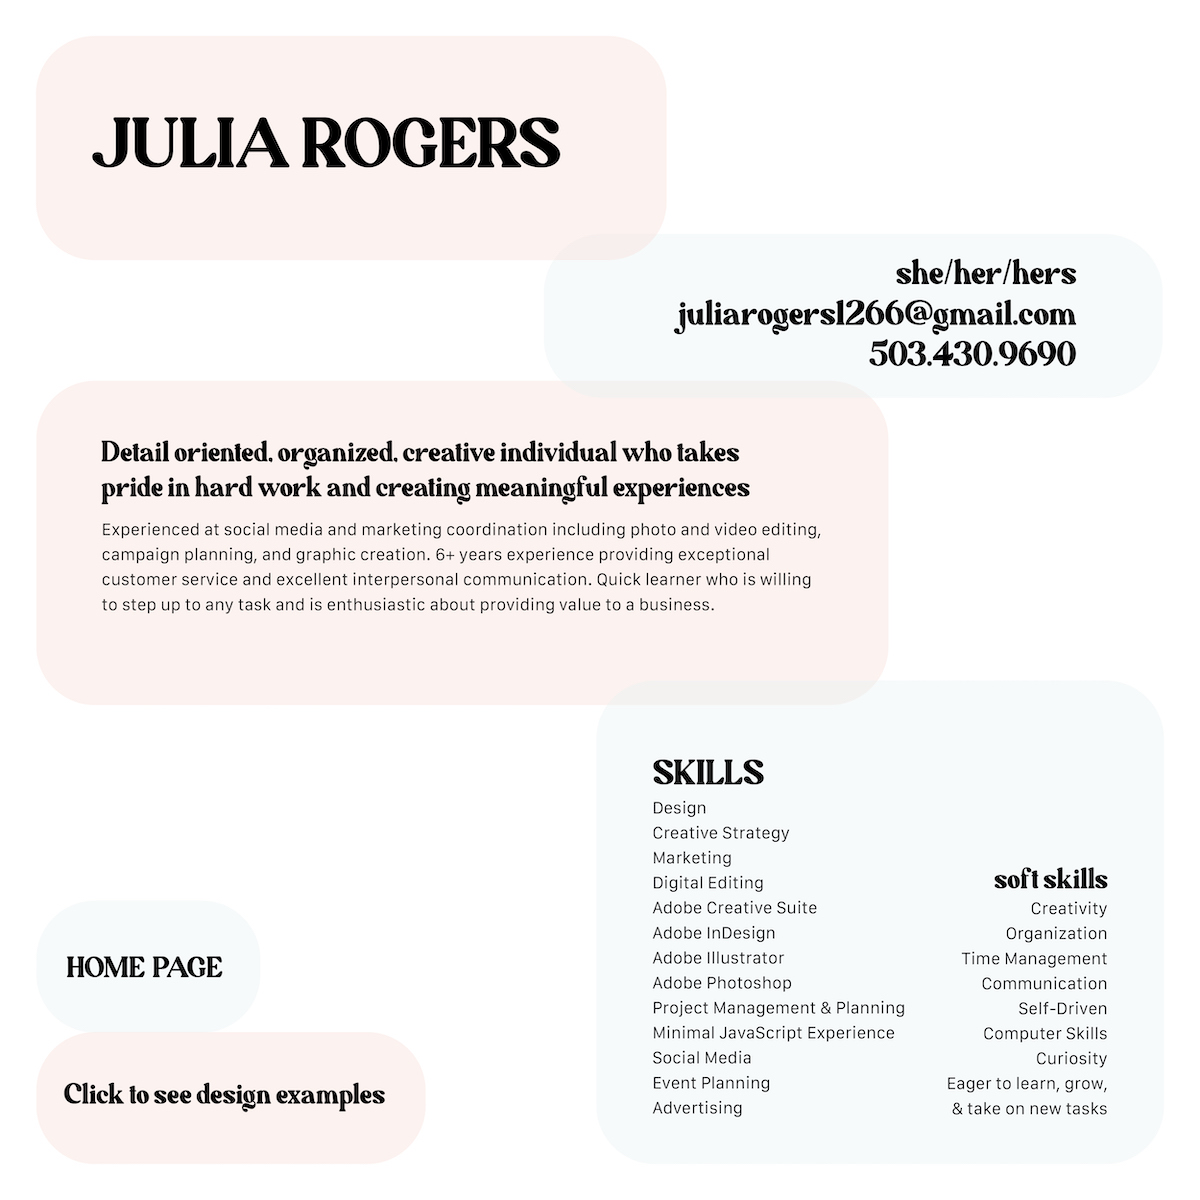 JULIA ROGERS
she/her/hers
juliarogers1266@gmail.com
503.430.9690
Detail oriented, organized, creative individual who takes
pride in hard work and creating meaningful experiences
Experienced at social media and marketing coordination including photo and video editing,
campaign planning, and graphic creation. 6+ years experience providing exceptional
customer service and excellent interpersonal communication. Quick learner who is willing
to step up to any task and is enthusiastic about providing value to a business.
SKILLS
Design
Creative Strategy
Marketing
Digital Editing
Adobe Creative Suite
Adobe InDesign
Adobe Illustrator
Adobe Photoshop
Project Management & Planning
Minimal JavaScript Experience
Social Media
Event Planning
Advertising
soft skills
Creativity
Organization
Time Management
Communication
Self-Driven
Computer Skills
Curiosity
Eager to learn, grow,
& take on new tasks
HOME PAGE
Click to see design examples